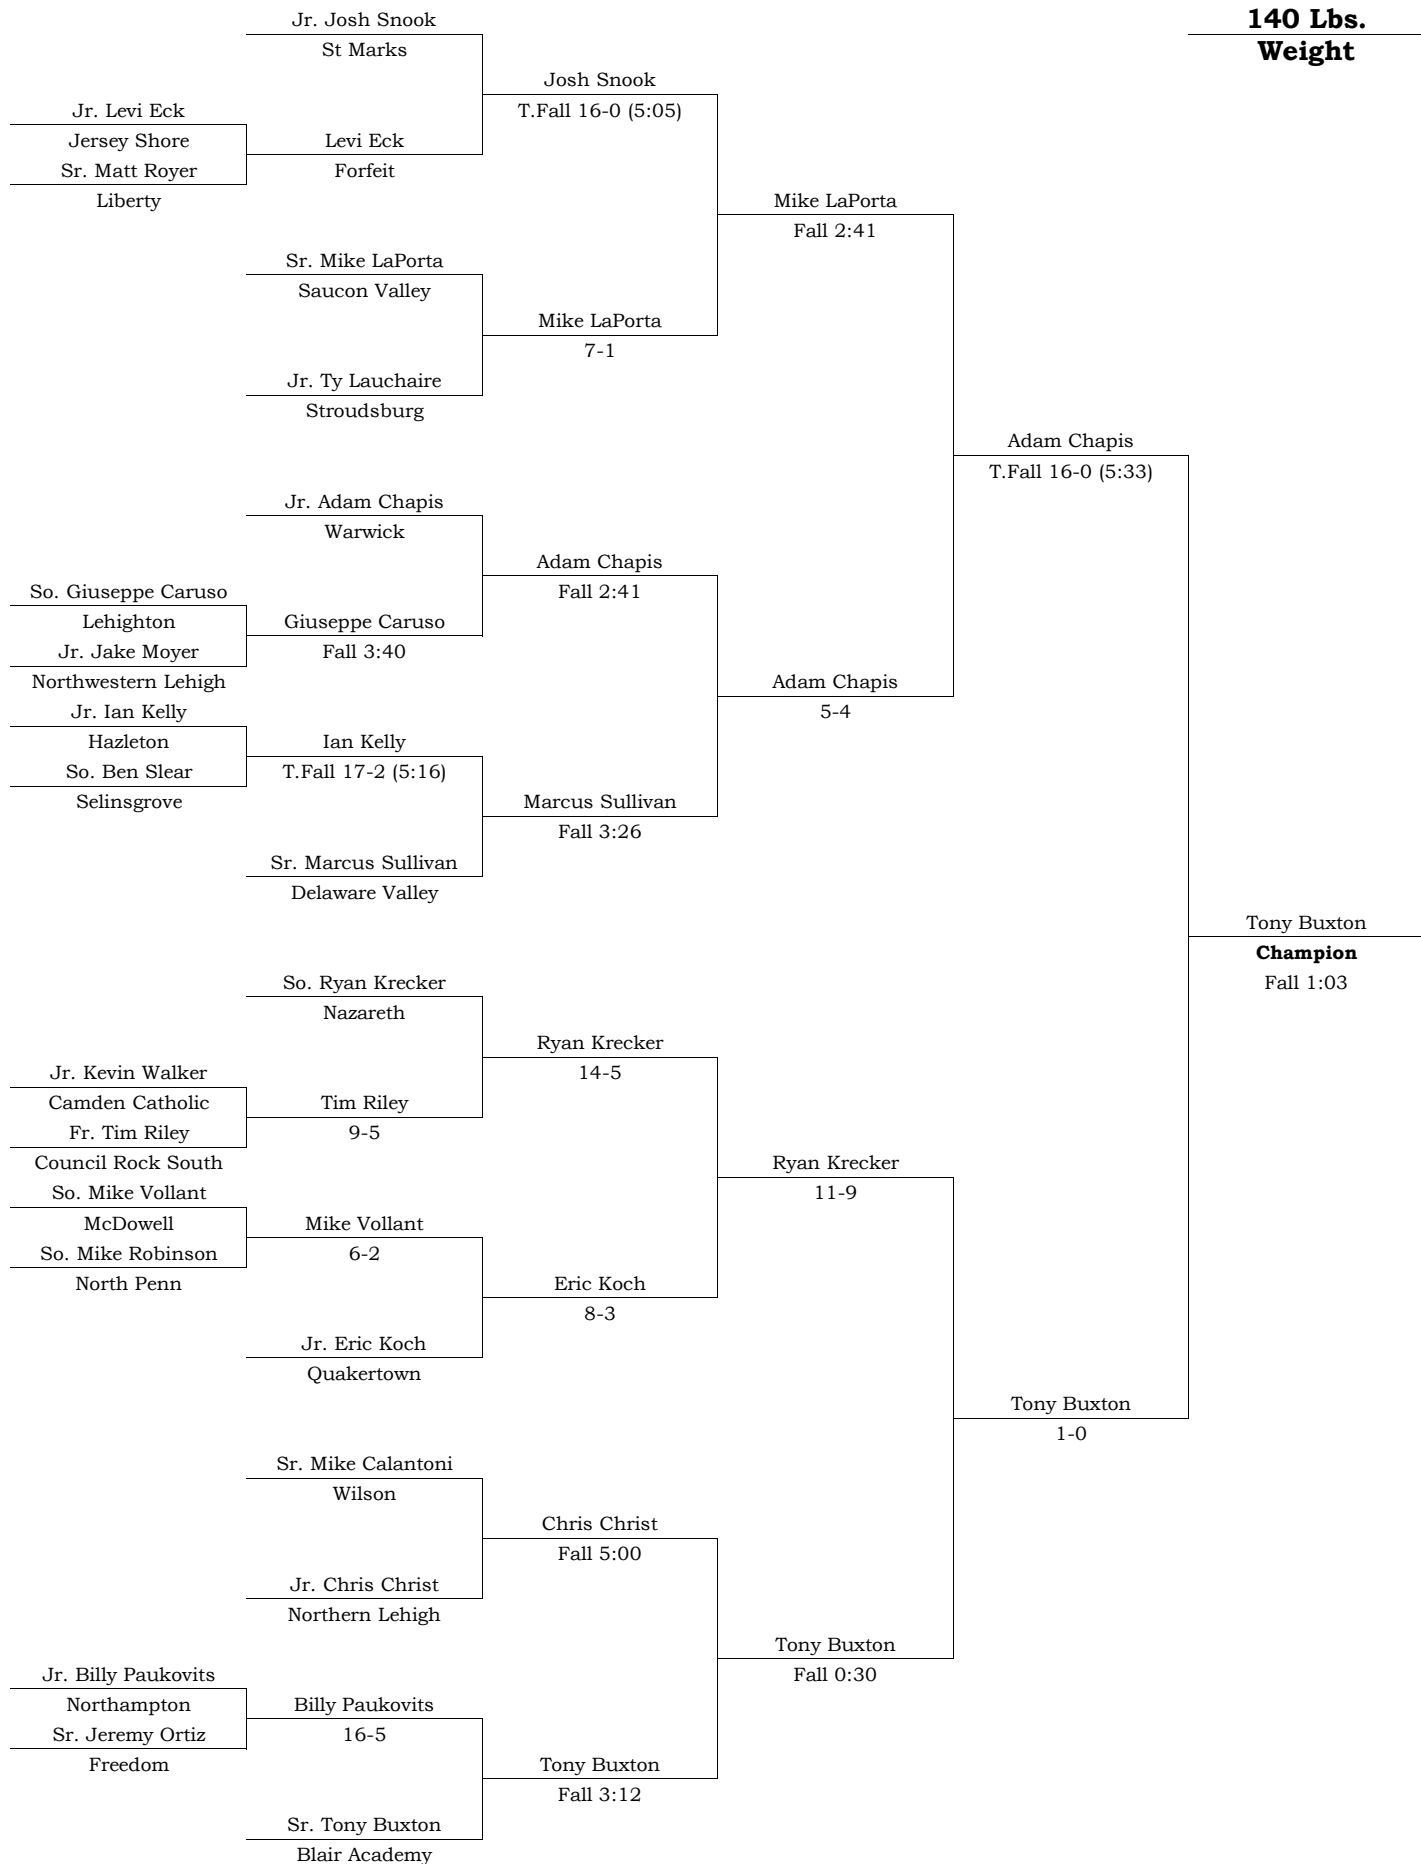 140 Lbs.
Weight
Jr. Josh Snook
St Marks
Josh Snook
T.Fall 16-0 (5:05)
Jr. Levi Eck
Jersey Shore
Sr. Matt Royer
Liberty
Levi Eck
Forfeit
Mike LaPorta
Fall 2:41
Sr. Mike LaPorta
Saucon Valley
Mike LaPorta
7-1
Jr. Ty Lauchaire
Stroudsburg
Adam Chapis
T.Fall 16-0 (5:33)
Jr. Adam Chapis
Warwick
Adam Chapis
Fall 2:41
So. Giuseppe Caruso
Lehighton
Jr. Jake Moyer
Northwestern Lehigh
Giuseppe Caruso
Fall 3:40
Adam Chapis
5-4
Jr. Ian Kelly
Hazleton
So. Ben Slear
Selinsgrove
Ian Kelly
T.Fall 17-2 (5:16)
Marcus Sullivan
Fall 3:26
Sr. Marcus Sullivan
Delaware Valley
Tony Buxton
Champion
Fall 1:03
So. Ryan Krecker
Nazareth
Ryan Krecker
14-5
Jr. Kevin Walker
Camden Catholic
Fr. Tim Riley
Council Rock South
Tim Riley
9-5
Ryan Krecker
11-9
So. Mike Vollant
McDowell
So. Mike Robinson
North Penn
Mike Vollant
6-2
Eric Koch
8-3
Jr. Eric Koch
Quakertown
Tony Buxton
1-0
Sr. Mike Calantoni
Wilson
Chris Christ
Fall 5:00
Jr. Chris Christ
Northern Lehigh
Tony Buxton
Fall 0:30
Jr. Billy Paukovits
Northampton
Sr. Jeremy Ortiz
Freedom
Billy Paukovits
16-5
Tony Buxton
Fall 3:12
Sr. Tony Buxton
Blair Academy